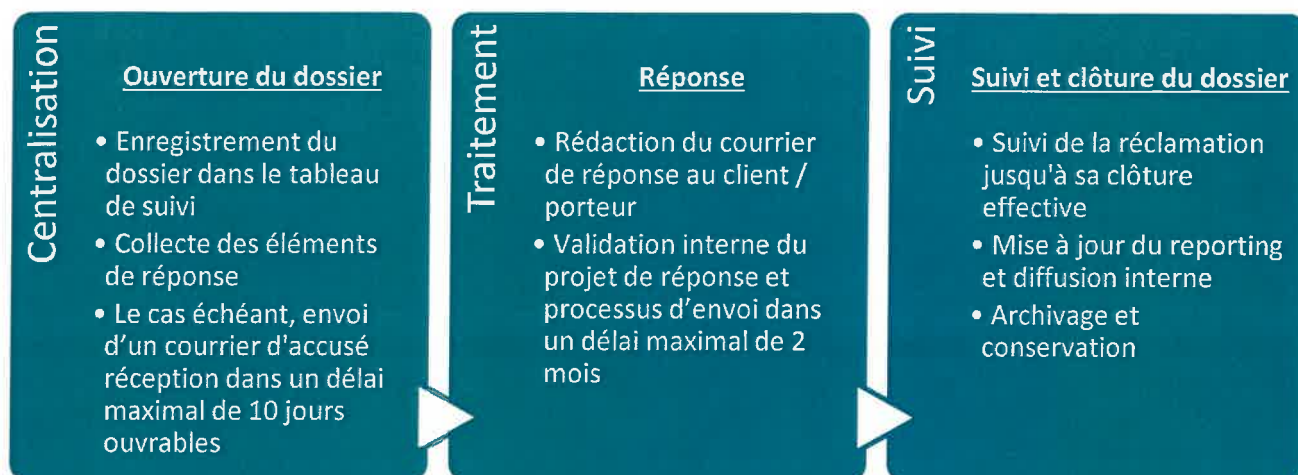 Centralisation
Ouverture du dossier
• Enregistrement du
dossier dans le tableau
de suivi
• Collecte des éléments
de réponse
• Le cas échéant, envoi
d'un courrier d'accusé
réception dans un délai
maximal de 10 jours
ouvrables
Traitement
Réponse
• Rédaction du courrier
de réponse au client /
porteur
• Validation interne du
projet de réponse et
processus d'envoi dans
un délai maximal de 2
mois
Suivi
Suivi et clôture du dossier
• Suivi de la réclamation
jusqu'à sa clôture
effective
• Mise à jour du reporting
et diffusion interne
• Archivage et
conservation